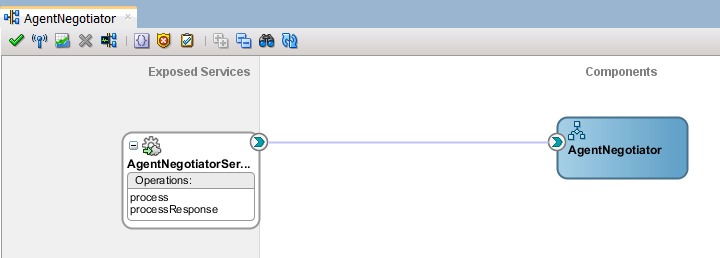 AgentNegotiator
Exposed Services
Components
AgentNegotiatorSer...
Operations:
process
processResponse
AgentNegotiator